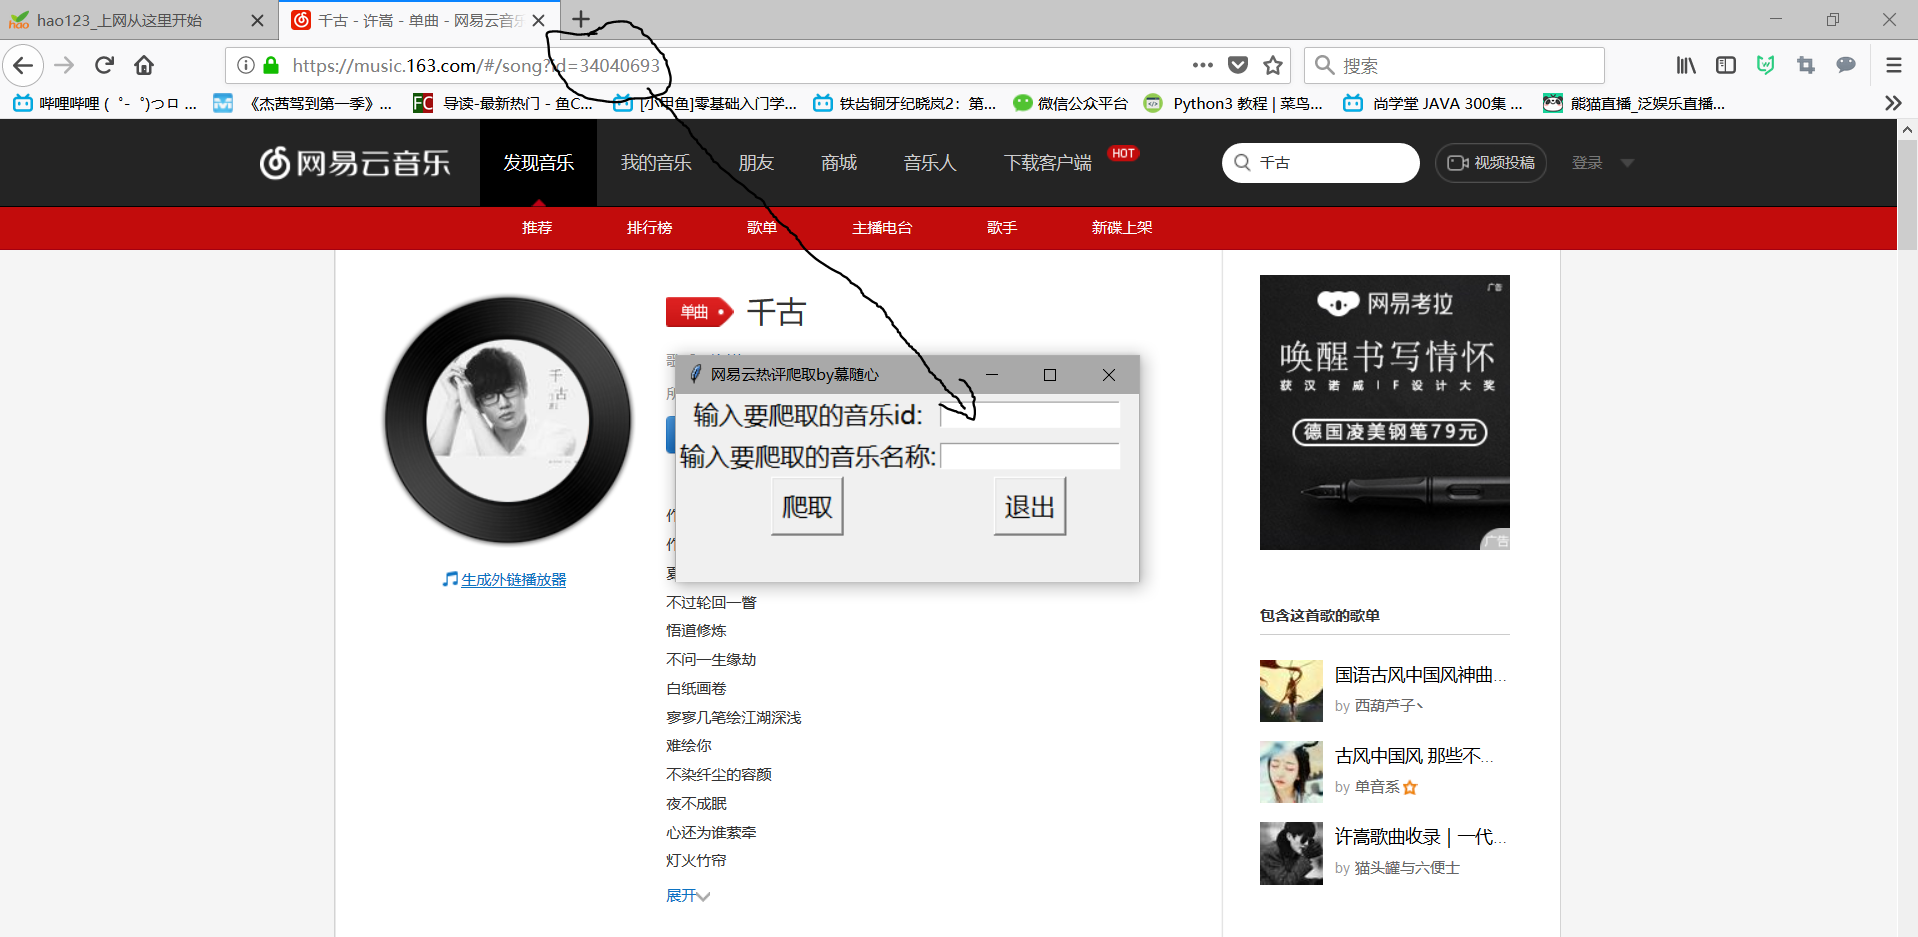 hao123_上网从这里开始
千古 - 许嵩 - 单曲 - 网易云音乐
https://music.163.com/#/song?id=34040693
搜索
哔哩哔哩 ( ゜- ゜)つロ ...
《杰茜驾到第一季》...
FC 导读-最新热门 - 鱼C...
[小甲鱼]零基础入门学...
铁齿铜牙纪晓岚2：第...
微信公众平台
Python3 教程 | 菜鸟...
尚学堂 JAVA 300集 ...
熊猫直播_泛娱乐直播...
网易云音乐
发现音乐
我的音乐
朋友
商城
音乐人
下载客户端
HOT
千古
视频投稿
登录
推荐
排行榜
歌单
主播电台
歌手
新碟上架
单曲
千古
网易云热评爬取by慕随心
输入要爬取的音乐id:
输入要爬取的音乐名称:
爬取
退出
生成外链播放器
不过轮回一瞥
悟道修炼
不问一生缘劫
白纸画卷
寥寥几笔绘江湖深浅
难绘你
不染纤尘的容颜
夜不成眠
心还为谁萦牵
灯火竹帘
展开
广告
网易考拉
唤醒书写情怀
获汉诺威IF设计大奖
德国凌美钢笔79元
广告
包含这首歌的歌单
国语古风中国风神曲...
by 西葫芦子丶
古风中国风 那些不...
by 单音系
许嵩歌曲收录 | 一代...
by 猫头罐与六便士